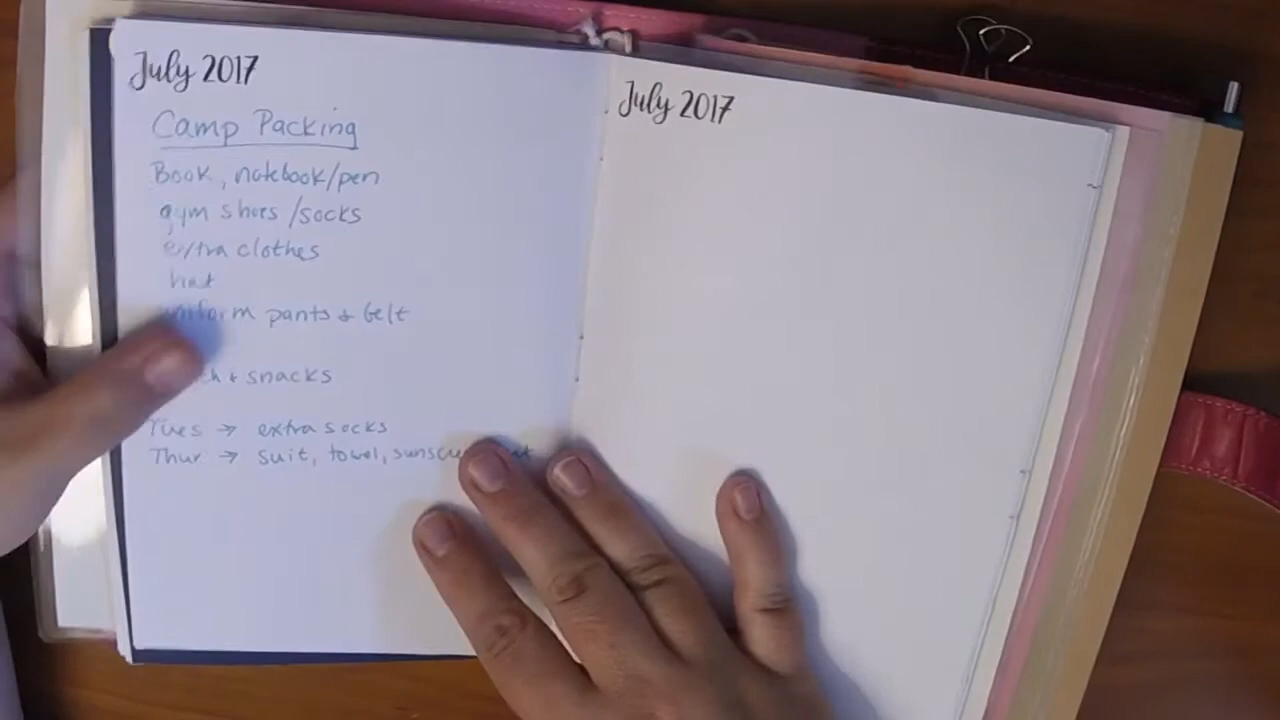 July 2017
Camp Packing
Book, notebook/pen
gym shoes/socks
extra clothes
hat
uniform pants & belt
& snacks
Tues → extra socks
Thur → suit, towel,
July 2017